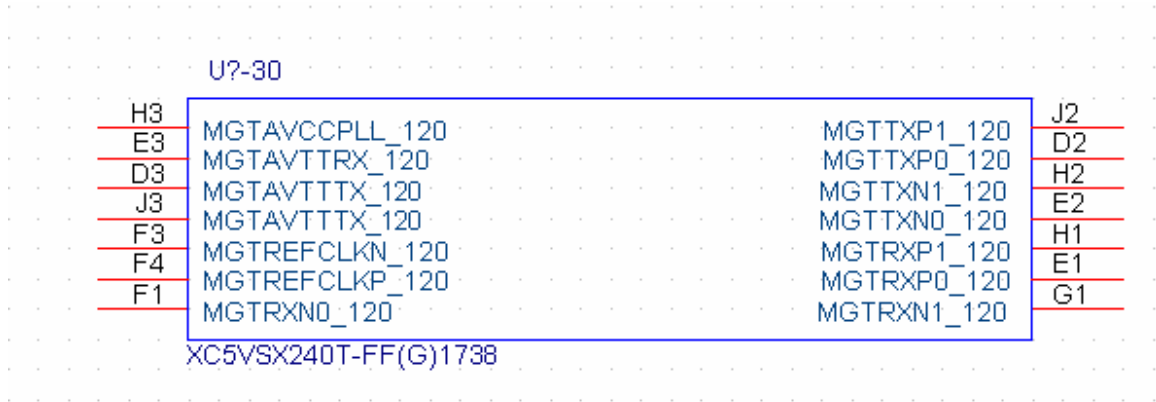 U?-30
H3 MGTAVCCPLL_120 MGTTXP1_120 J2
E3 MGTAVTTRX_120 MGTTXP0_120 D2
D3 MGTAVTTTX_120 MGTTXN1_120 H2
J3 MGTAVTTTX_120 MGTTXN0_120 E2
F3 MGTREFCLKN_120 MGTRXP1_120 H1
F4 MGTREFCLKP_120 MGTRXP0_120 E1
F1 MGTRXN0_120 MGTRXN1_120 G1
XC5VSX240T-FF(G)1738